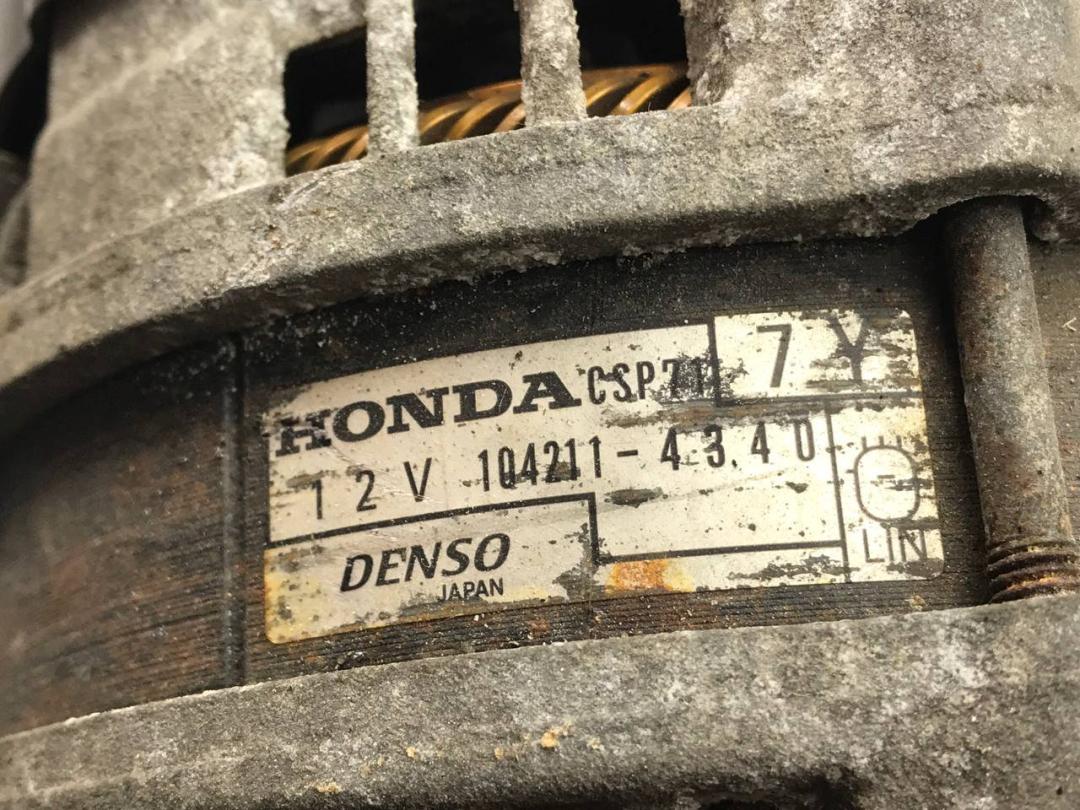 HONDA CSP71 7Y
12V 104211-4340
DENSO
JAPAN
LIN